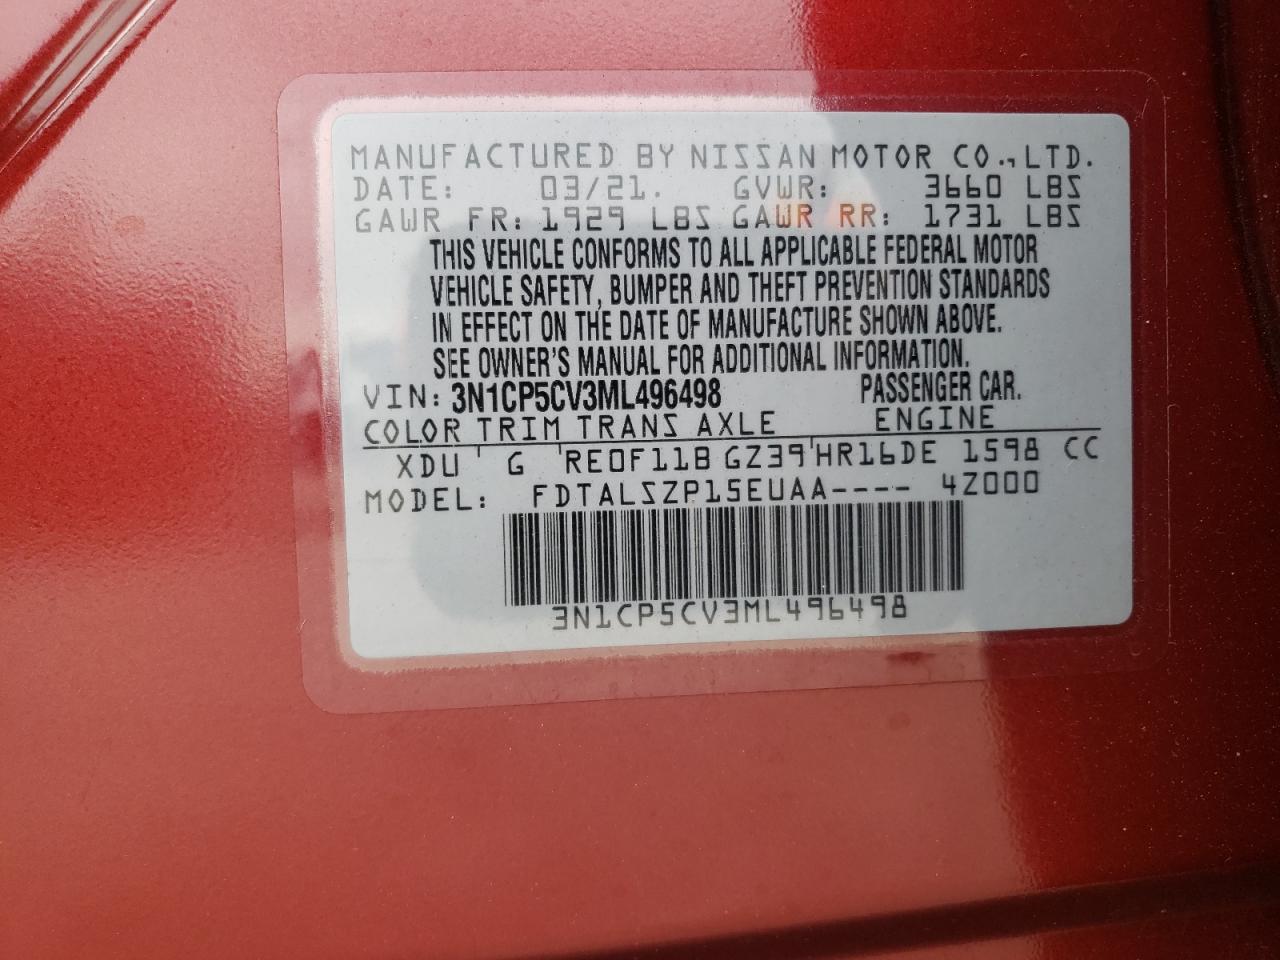 MANUFACTURED BY NISSAN MOTOR CO.,LTD.
DATE: 03/21. GVWR: 3660 LBS
GAWR FR: 1929 LBS GAWR RR: 1731 LBS
THIS VEHICLE CONFORMS TO ALL APPLICABLE FEDERAL MOTOR
VEHICLE SAFETY, BUMPER AND THEFT PREVENTION STANDARDS
IN EFFECT ON THE DATE OF MANUFACTURE SHOWN ABOVE.
SEE OWNER'S MANUAL FOR ADDITIONAL INFORMATION.
VIN: 3N1CP5CV3ML496498 PASSENGER CAR.
COLOR TRIM TRANS AXLE ENGINE
XDU ' G 'RE0F11B GZ39'HR16DE 1598 CC
MODEL: FDTALSZP15EUAA---- 4Z000
3N1CP5CV3ML496498